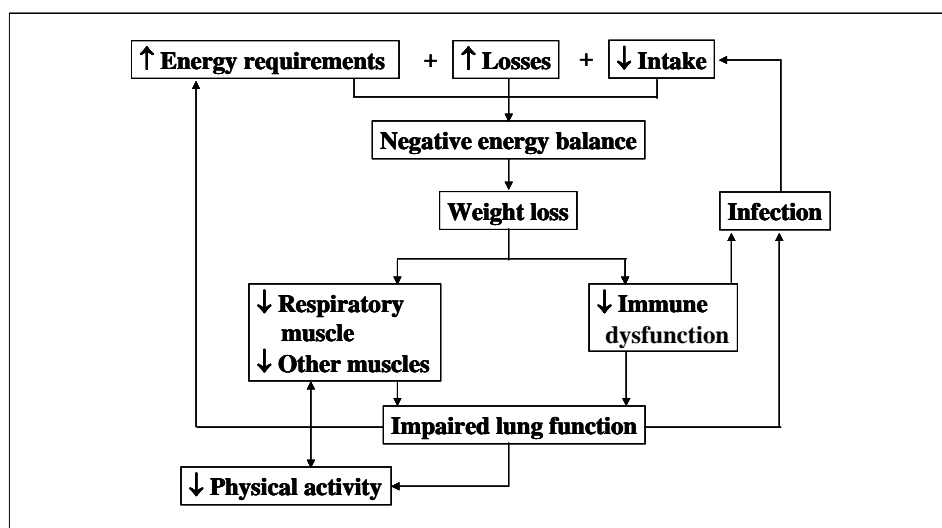 ↑ Energy requirements + ↑ Losses + ↓ Intake
Negative energy balance
Weight loss
Infection
↓ Respiratory
muscle
↓ Other muscles
↓ Immune
dysfunction
Impaired lung function
↓ Physical activity